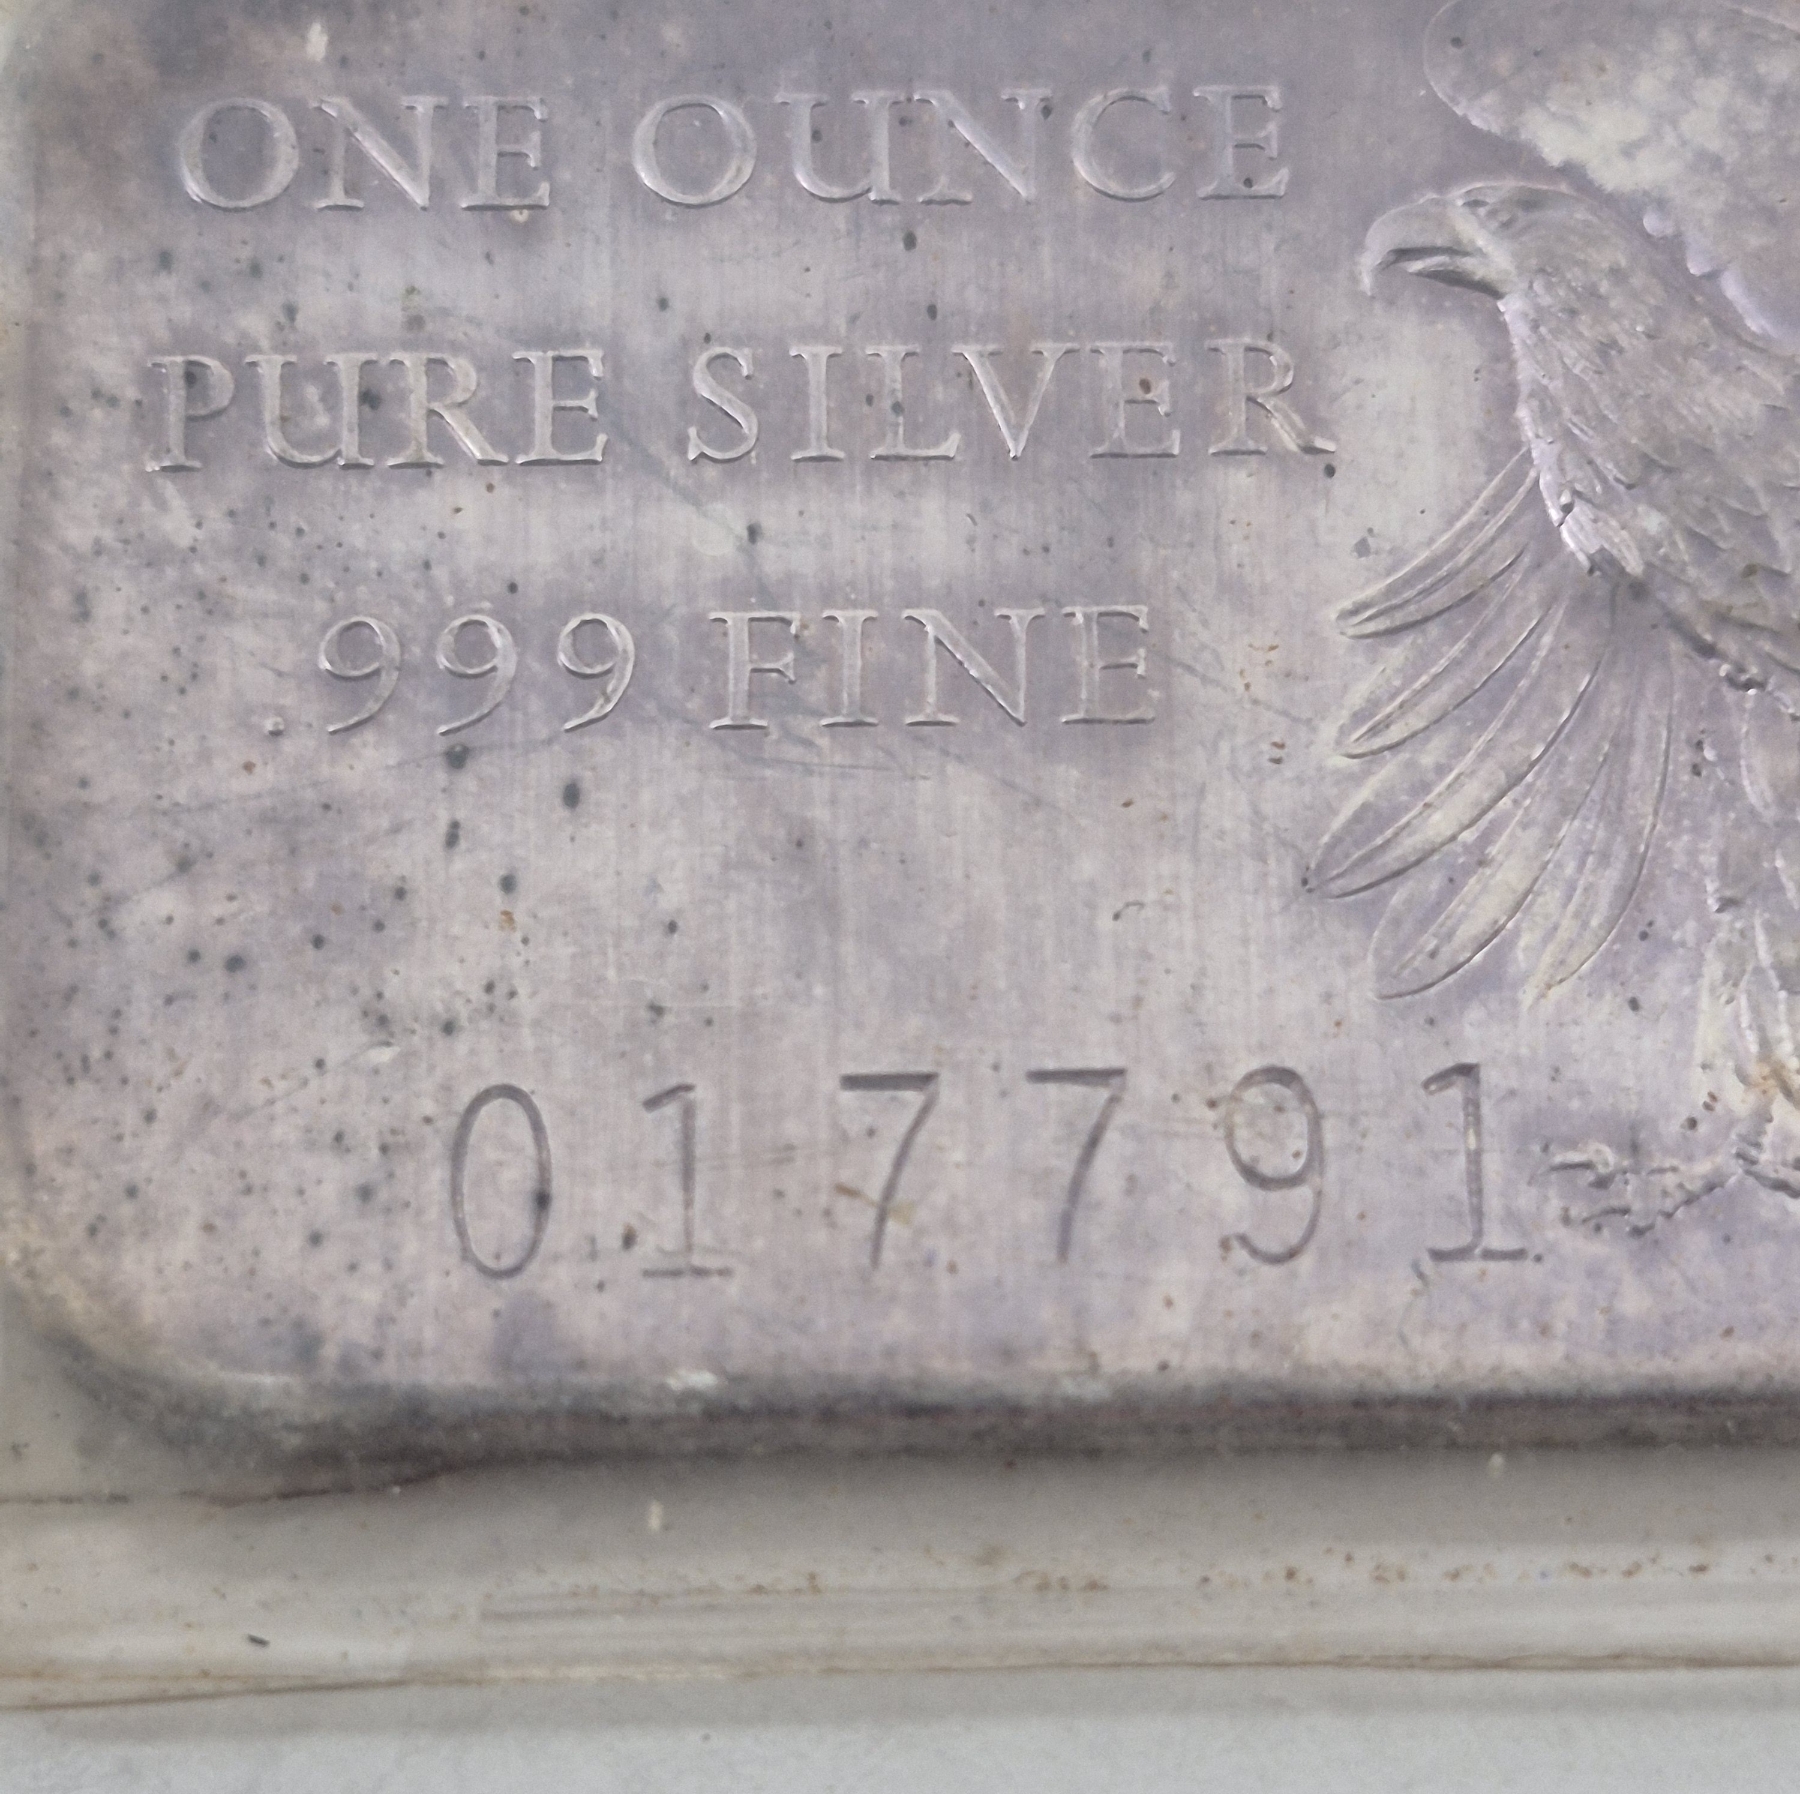 ONE OUNCE
PURE SILVER
.999 FINE
017791